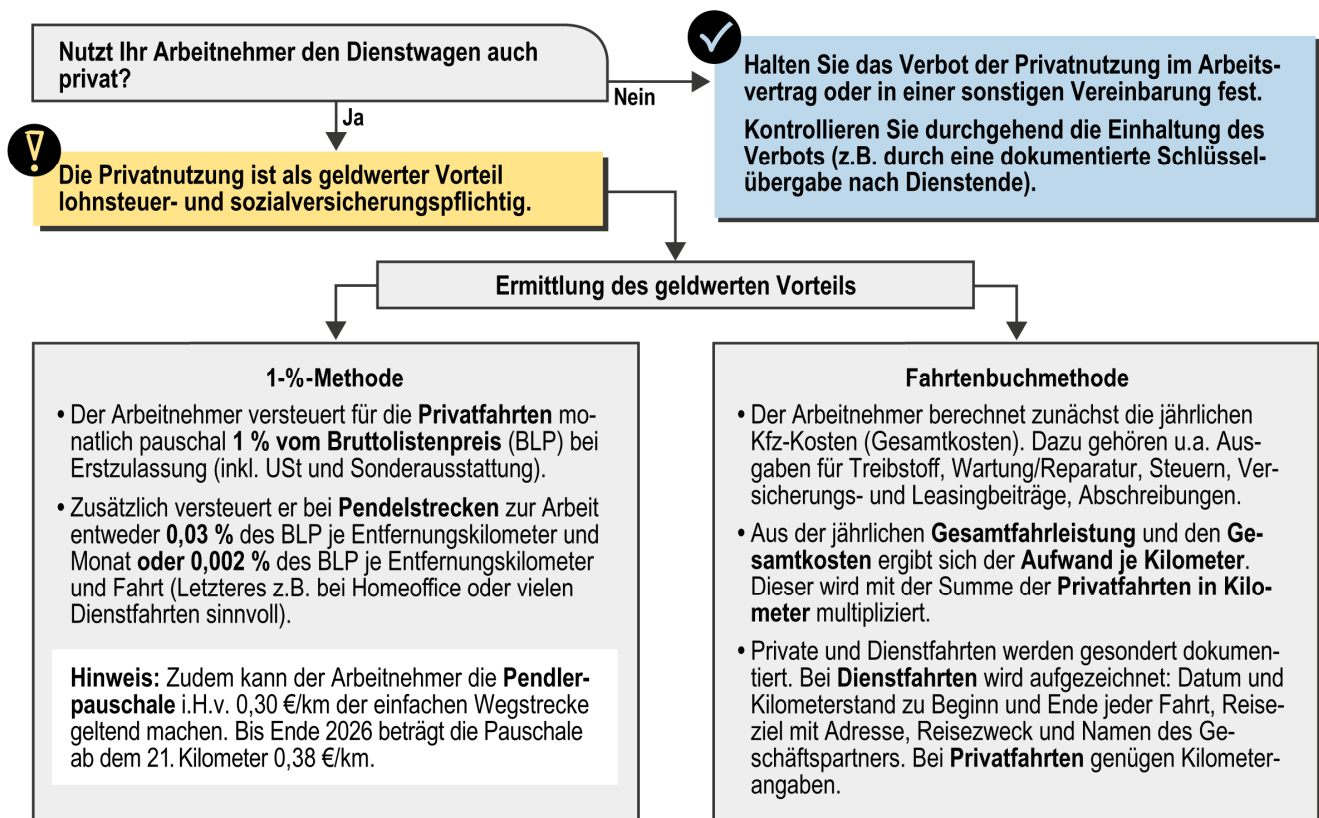 Nutzt Ihr Arbeitnehmer den Dienstwagen auch
privat?
Nein
Ja
Halten Sie das Verbot der Privatnutzung im Arbeits-
vertrag oder in einer sonstigen Vereinbarung fest.
Kontrollieren Sie durchgehend die Einhaltung des
Verbots (z.B. durch eine dokumentierte Schlüssel-
übergabe nach Dienstende).
Die Privatnutzung ist als geldwerter Vorteil
lohnsteuer- und sozialversicherungspflichtig.
Ermittlung des geldwerten Vorteils
1-%-Methode
• Der Arbeitnehmer versteuert für die Privatfahrten mo-
natlich pauschal 1 % vom Bruttolistenpreis (BLP) bei
Erstzulassung (inkl. USt und Sonderausstattung).
• Zusätzlich versteuert er bei Pendelstrecken zur Arbeit
entweder 0,03 % des BLP je Entfernungskilometer und
Monat oder 0,002 % des BLP je Entfernungskilometer
und Fahrt (Letzteres z.B. bei Homeoffice oder vielen
Dienstfahrten sinnvoll).
Hinweis: Zudem kann der Arbeitnehmer die Pendler-
pauschale i.H.v. 0,30 €/km der einfachen Wegstrecke
geltend machen. Bis Ende 2026 beträgt die Pauschale
ab dem 21. Kilometer 0,38 €/km.
Fahrtenbuchmethode
• Der Arbeitnehmer berechnet zunächst die jährlichen
Kfz-Kosten (Gesamtkosten). Dazu gehören u.a. Aus-
gaben für Treibstoff, Wartung/Reparatur, Steuern, Ver-
sicherungs- und Leasingbeiträge, Abschreibungen.
• Aus der jährlichen Gesamtfahrleistung und den Ge-
samtkosten ergibt sich der Aufwand je Kilometer.
Dieser wird mit der Summe der Privatfahrten in Kilo-
meter multipliziert.
• Private und Dienstfahrten werden gesondert dokumen-
tiert. Bei Dienstfahrten wird aufgezeichnet: Datum und
Kilometerstand zu Beginn und Ende jeder Fahrt, Reise-
ziel mit Adresse, Reisezweck und Namen des Ge-
schäftspartners. Bei Privatfahrten genügen Kilometer-
angaben.